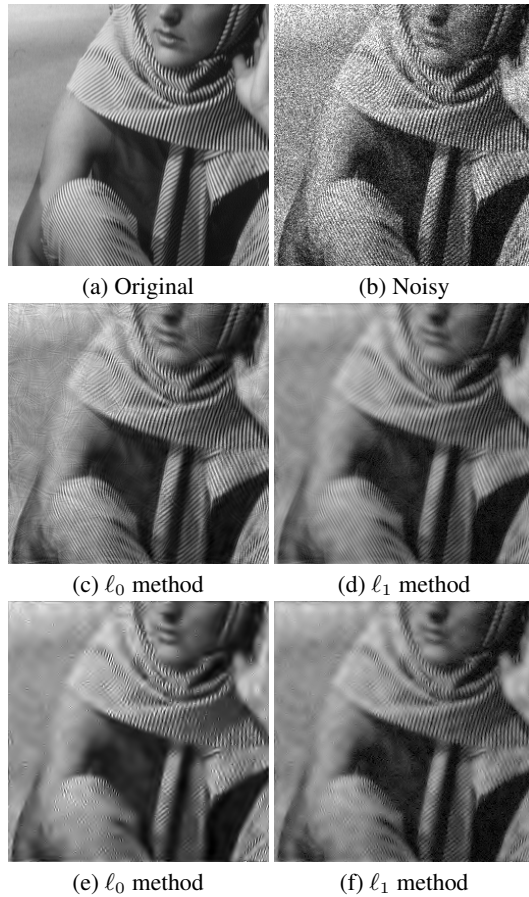 (a) Original
(b) Noisy
(c) ℓ₀ method
(d) ℓ₁ method
(e) ℓ₀ method
(f) ℓ₁ method